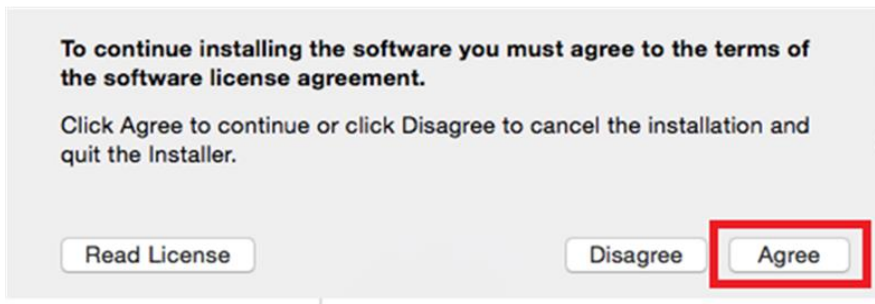 To continue installing the software you must agree to the terms of
the software license agreement.
Click Agree to continue or click Disagree to cancel the installation and
quit the Installer.
Read License
Disagree
Agree